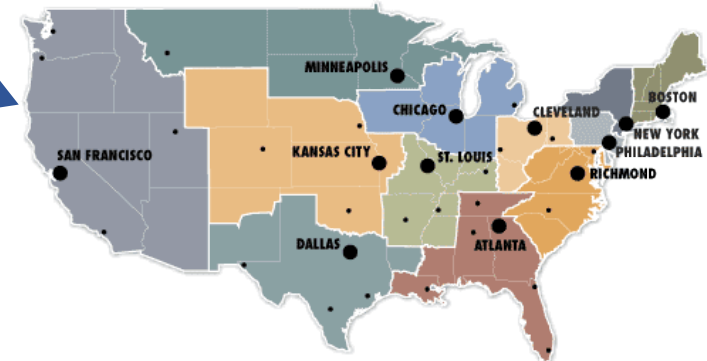 MINNEAPOLIS
BOSTON
CHICAGO
CLEVELAND
NEW YORK
SAN FRANCISCO
KANSAS CITY
ST. LOUIS
PHILADELPHIA
RICHMOND
DALLAS
ATLANTA